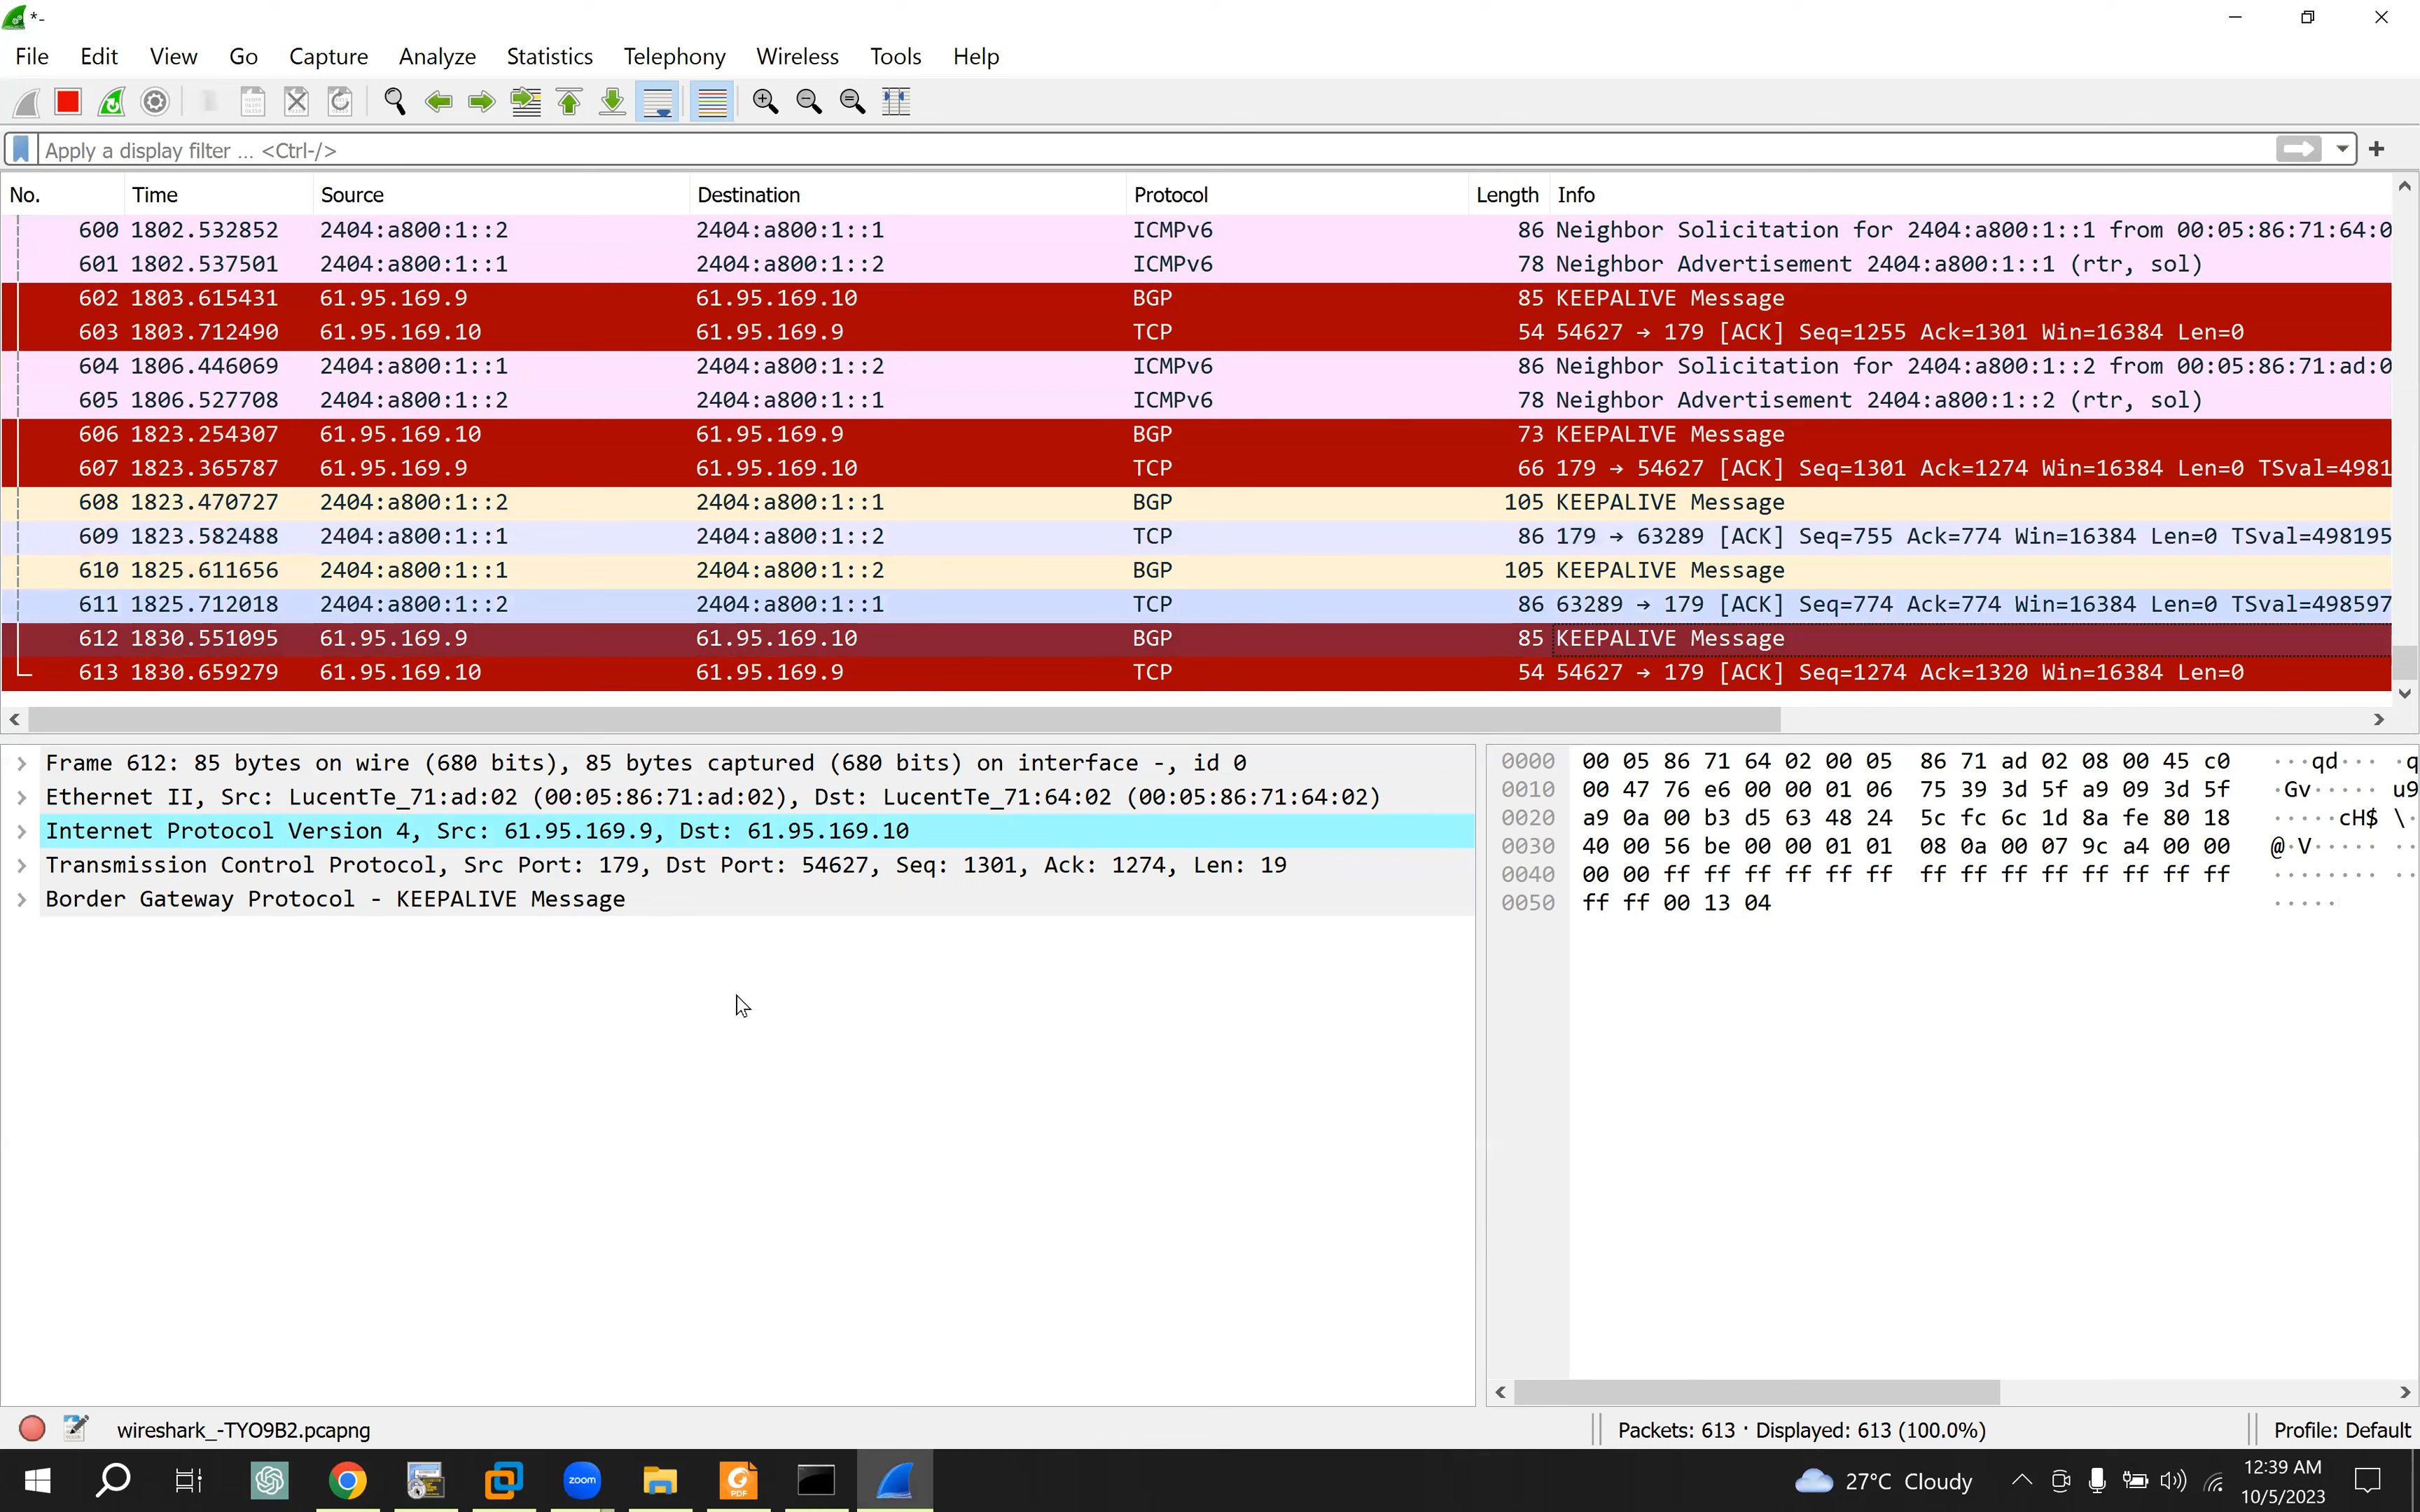 *-
File Edit View Go Capture Analyze Statistics Telephony Wireless Tools Help
Apply a display filter ... <Ctrl-/>
No. Time Source Destination Protocol Length Info
600 1802.532852 2404:a800:1::2 2404:a800:1::1 ICMPv6 86 Neighbor Solicitation for 2404:a800:1::1 from 00:05:86:71:64:0
601 1802.537501 2404:a800:1::1 2404:a800:1::2 ICMPv6 78 Neighbor Advertisement 2404:a800:1::1 (rtr, sol)
602 1803.615431 61.95.169.9 61.95.169.10 BGP 85 KEEPALIVE Message
603 1803.712490 61.95.169.10 61.95.169.9 TCP 54 54627 → 179 [ACK] Seq=1255 Ack=1301 Win=16384 Len=0
604 1806.446069 2404:a800:1::1 2404:a800:1::2 ICMPv6 86 Neighbor Solicitation for 2404:a800:1::2 from 00:05:86:71:ad:0
605 1806.527708 2404:a800:1::2 2404:a800:1::1 ICMPv6 78 Neighbor Advertisement 2404:a800:1::2 (rtr, sol)
606 1823.254307 61.95.169.10 61.95.169.9 BGP 73 KEEPALIVE Message
607 1823.365787 61.95.169.9 61.95.169.10 TCP 66 179 → 54627 [ACK] Seq=1301 Ack=1274 Win=16384 Len=0 TSval=4981
608 1823.470727 2404:a800:1::2 2404:a800:1::1 BGP 105 KEEPALIVE Message
609 1823.582488 2404:a800:1::1 2404:a800:1::2 TCP 86 179 → 63289 [ACK] Seq=755 Ack=774 Win=16384 Len=0 TSval=498195
610 1825.611656 2404:a800:1::1 2404:a800:1::2 BGP 105 KEEPALIVE Message
611 1825.712018 2404:a800:1::2 2404:a800:1::1 TCP 86 63289 → 179 [ACK] Seq=774 Ack=774 Win=16384 Len=0 TSval=498597
612 1830.551095 61.95.169.9 61.95.169.10 BGP 85 KEEPALIVE Message
613 1830.659279 61.95.169.10 61.95.169.9 TCP 54 54627 → 179 [ACK] Seq=1274 Ack=1320 Win=16384 Len=0
Frame 612: 85 bytes on wire (680 bits), 85 bytes captured (680 bits) on interface -, id 0
Ethernet II, Src: LucentTe_71:ad:02 (00:05:86:71:ad:02), Dst: LucentTe_71:64:02 (00:05:86:71:64:02)
Internet Protocol Version 4, Src: 61.95.169.9, Dst: 61.95.169.10
Transmission Control Protocol, Src Port: 179, Dst Port: 54627, Seq: 1301, Ack: 1274, Len: 19
Border Gateway Protocol - KEEPALIVE Message
0000 00 05 86 71 64 02 00 05 86 71 ad 02 08 00 45 c0 ···qd··· ·q
0010 00 47 76 e6 00 00 01 06 75 39 3d 5f a9 09 3d 5f ·Gv····· u9
0020 a9 0a 00 b3 d5 63 48 24 5c fc 6c 1d 8a fe 80 18 ·····cH$ \·
0030 40 00 56 be 00 00 01 01 08 0a 00 07 9c a4 00 00 @·V····· ··
0040 00 00 ff ff ff ff ff ff ff ff ff ff ff ff ff ff ········ ··
0050 ff ff 00 13 04 ·····
wireshark_-TYO9B2.pcapng
Packets: 613 · Displayed: 613 (100.0%)
Profile: Default
zoom
PDF
27°C Cloudy
12:39 AM
10/5/2023